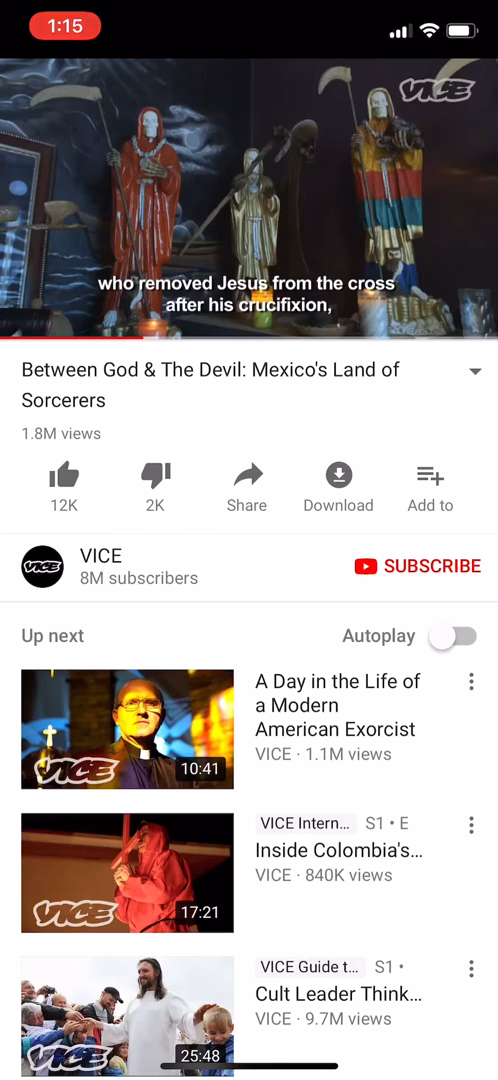 1:15
VICE
who removed Jesus from the cross
after his crucifixion,
Between God & The Devil: Mexico's Land of
Sorcerers
1.8M views
12K
2K
Share
Download
Add to
VICE
VICE
8M subscribers
SUBSCRIBE
Up next
Autoplay
A Day in the Life of
a Modern
American Exorcist
VICE · 1.1M views
VICE
10:41
VICE Intern... S1 • E
Inside Colombia's...
VICE · 840K views
VICE
17:21
VICE Guide t... S1 •
Cult Leader Think...
VICE · 9.7M views
VICE
25:48